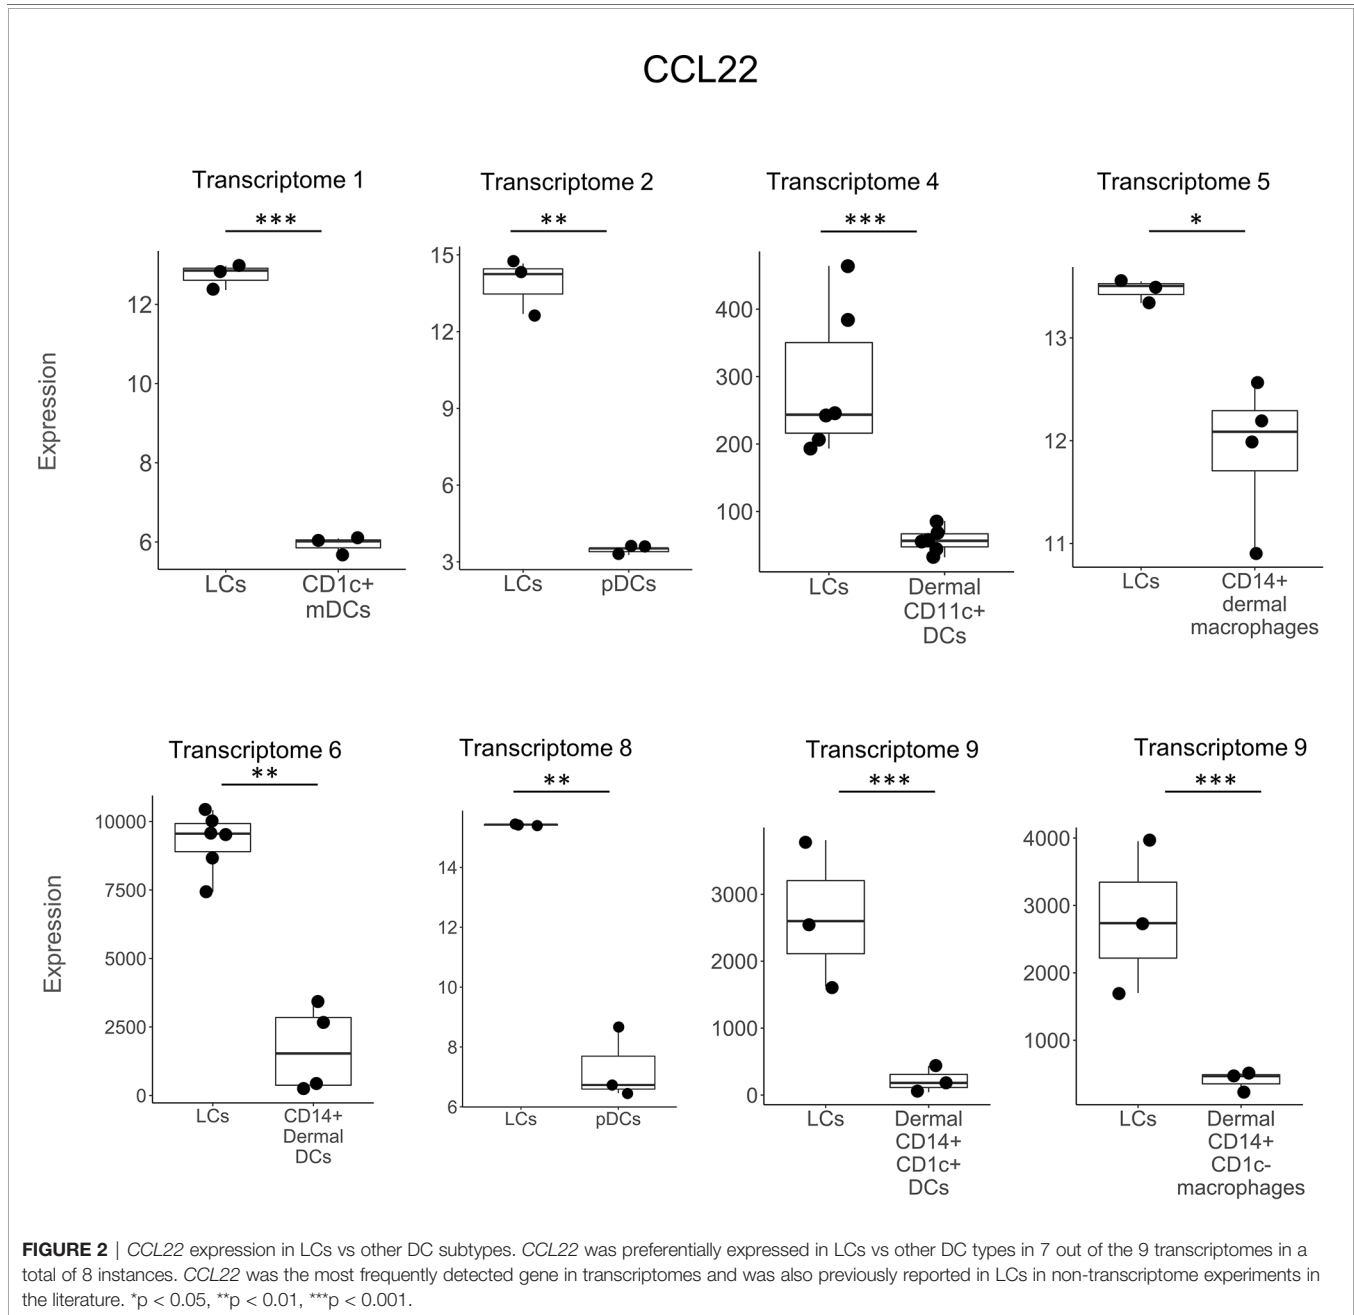 CCL22
Transcriptome 1
***
12
10
8
6
Expression
LCs
CD1c+
mDCs
Transcriptome 2
**
15
12
9
6
3
LCs
pDCs
Transcriptome 4
***
400
300
200
100
LCs
Dermal
CD11c+
DCs
Transcriptome 5
*
13
12
11
LCs
CD14+
dermal
macrophages
Transcriptome 6
**
10000
7500
5000
2500
0
Expression
LCs
CD14+
Dermal
DCs
Transcriptome 8
**
14
12
10
8
6
LCs
pDCs
Transcriptome 9
***
3000
2000
1000
0
LCs
Dermal
CD14+
CD1c+
DCs
Transcriptome 9
***
4000
3000
2000
1000
LCs
Dermal
CD14+
CD1c-
macrophages
FIGURE 2 | CCL22 expression in LCs vs other DC subtypes. CCL22 was preferentially expressed in LCs vs other DC types in 7 out of the 9 transcriptomes in a
total of 8 instances. CCL22 was the most frequently detected gene in transcriptomes and was also previously reported in LCs in non-transcriptome experiments in
the literature. *p < 0.05, **p < 0.01, ***p < 0.001.